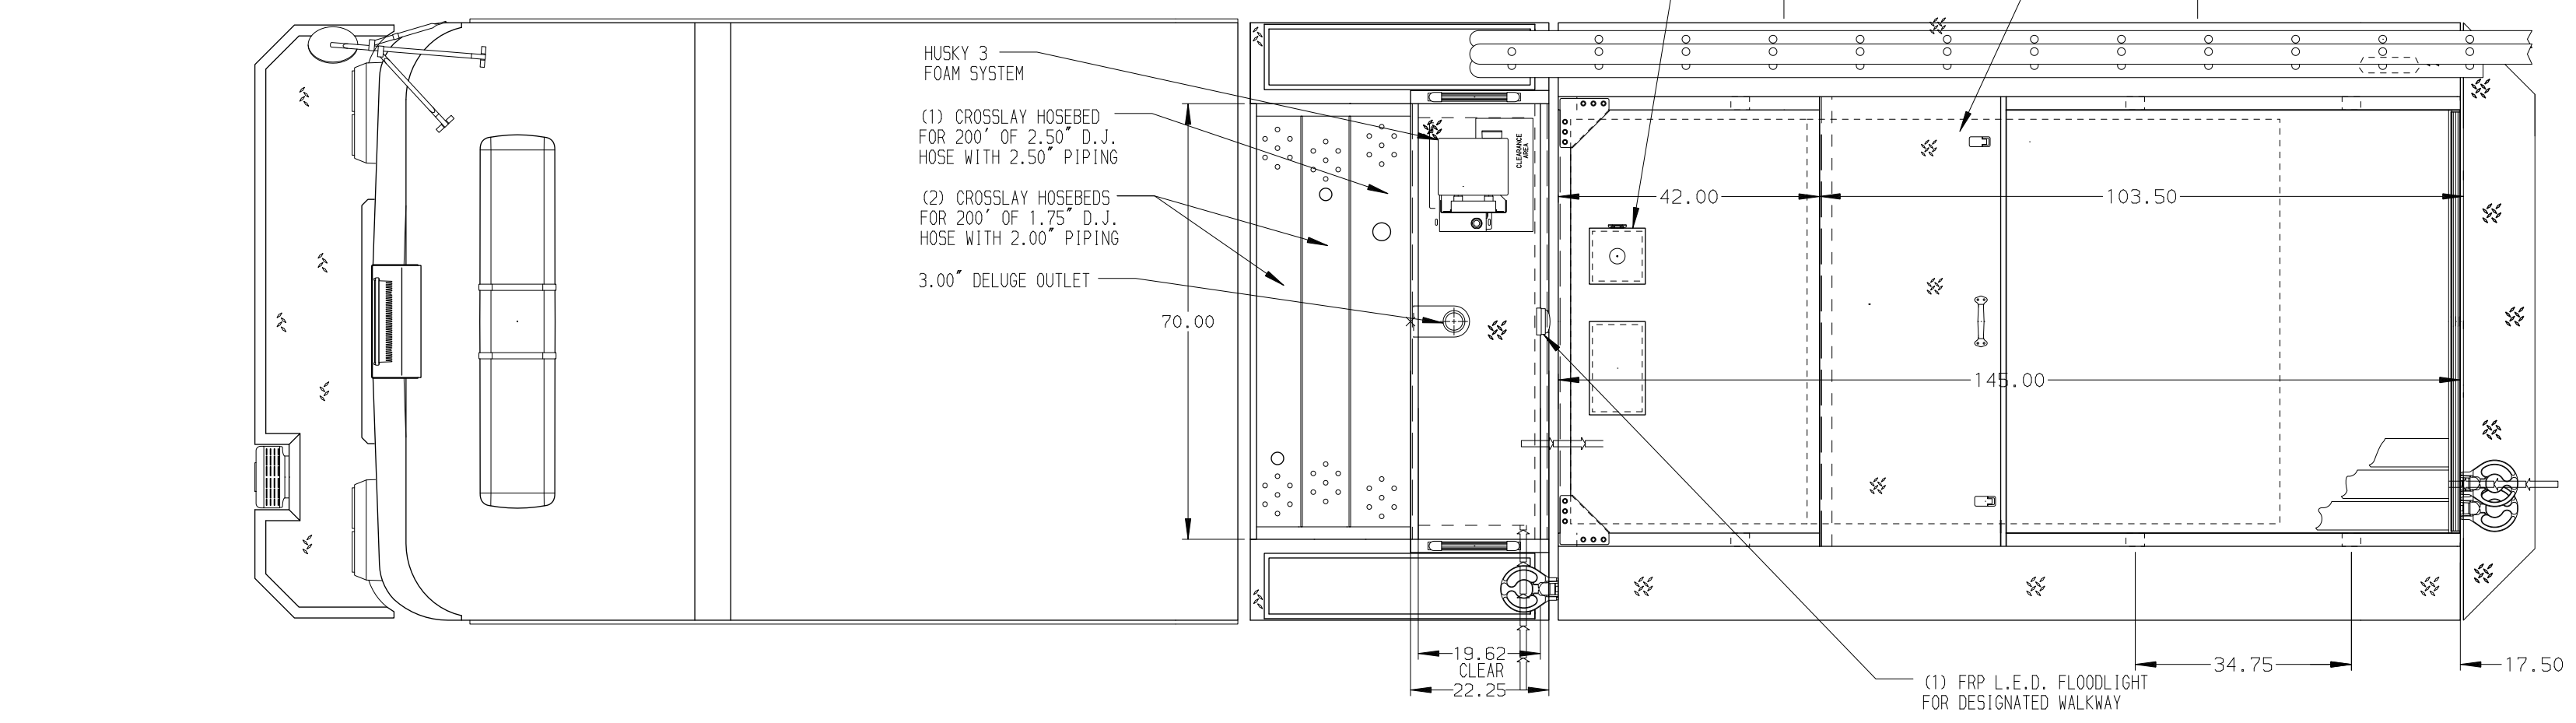 HUSKY 3
FOAM SYSTEM
(1) CROSSLAY HOSEBED
FOR 200' OF 2.50" D.J.
HOSE WITH 2.50" PIPING
(2) CROSSLAY HOSEBEDS
FOR 200' OF 1.75" D.J.
HOSE WITH 2.00" PIPING
3.00" DELUGE OUTLET
70.00
CLEARANCE
AREA
42.00
103.50
145.00
19.62
CLEAR
22.25
34.75
17.50
(1) FRP L.E.D. FLOODLIGHT
FOR DESIGNATED WALKWAY